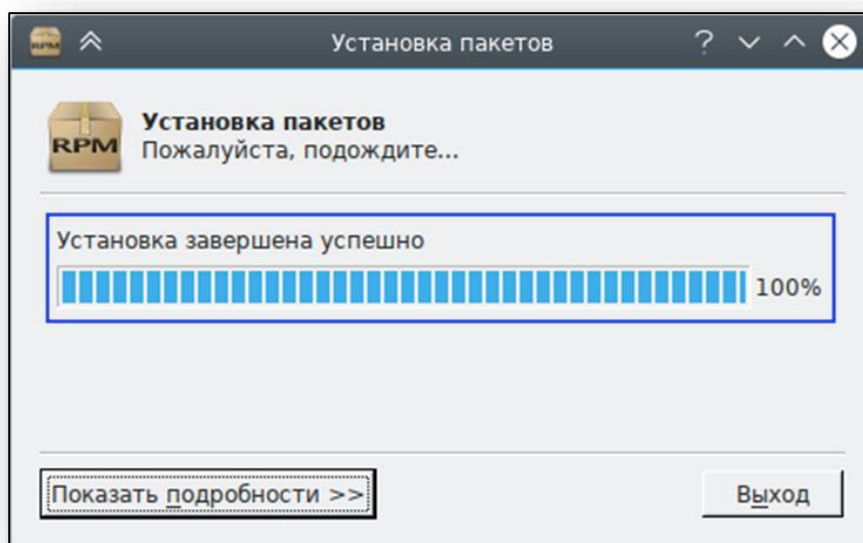 Установка пакетов
RPM
Установка пакетов
Пожалуйста, подождите...
Установка завершена успешно
100%
Показать подробности >>
Выход